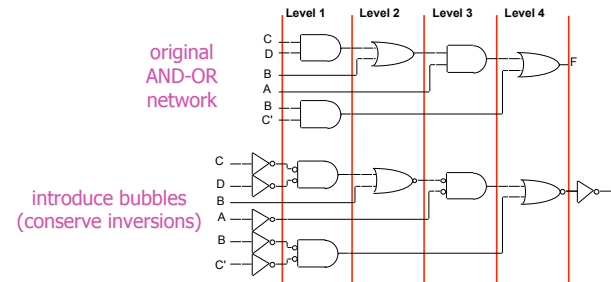 Level 1 Level 2 Level 3 Level 4
C
D
B
A
B
C'
F
original
AND-OR
network
C
D
B
A
B
C'
introduce bubbles
(conserve inversions)